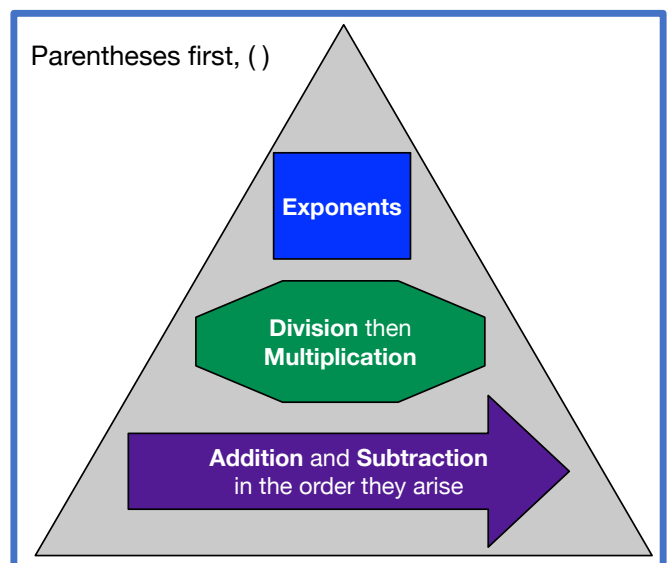 Parentheses first, ( )
Exponents
Division then
Multiplication
Addition and Subtraction
in the order they arise